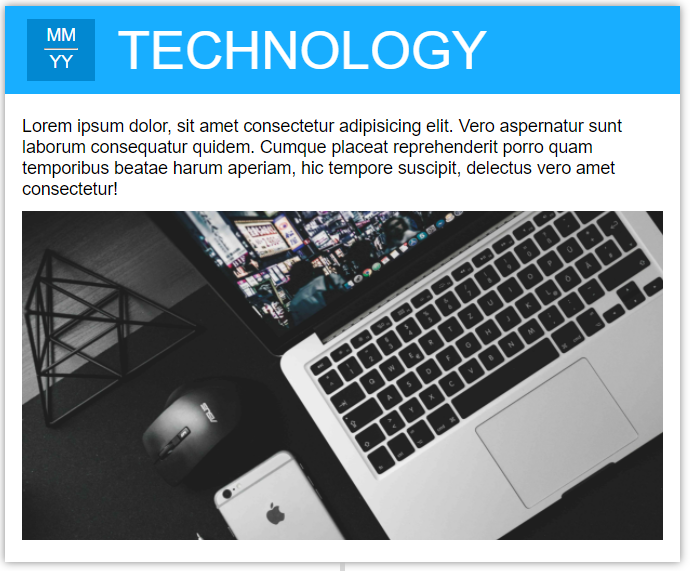 MM
YY
TECHNOLOGY
Lorem ipsum dolor, sit amet consectetur adipisicing elit. Vero aspernatur sunt
laborum consequatur quidem. Cumque placeat reprehenderit porro quam
temporibus beatae harum aperiam, hic tempore suscipit, delectus vero amet
consectetur!
ASUS